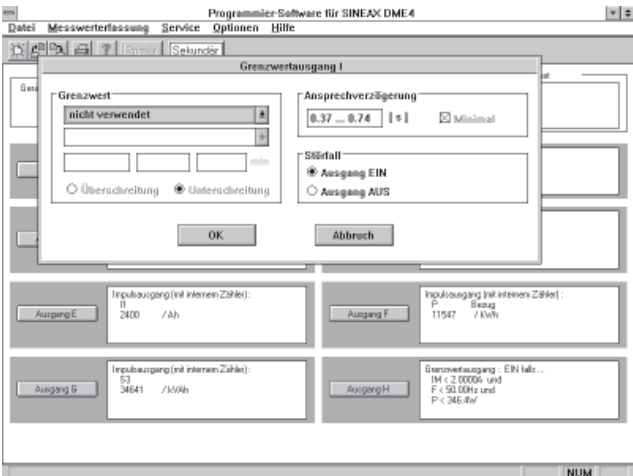 Programmier-Software für SINEAX DME4
Datei Messwerterfassung Service Optionen Hilfe
Primär Sekundär
Grenzwertausgang I
Grenzwert
nicht verwendet
min
Überschreitung Unterschreitung
Ansprechverzögerung
0.37 ... 0.74 [s] Minimal
Störfall
Ausgang EIN
Ausgang AUS
OK Abbruch
Ausgang E
Impulsausgang (mit internem Zähler):
I1
2400 /Ah
Ausgang F
Impulsausgang (mit internem Zähler) :
P Bezug
11547 / kWh
Ausgang G
Impulsausgang (mit internem Zähler):
S3
34641 /kVAh
Ausgang H
Grenzwertausgang : EIN falls...
IM < 2.0000A und
F < 50.00Hz und
P < 346.4W
NUM